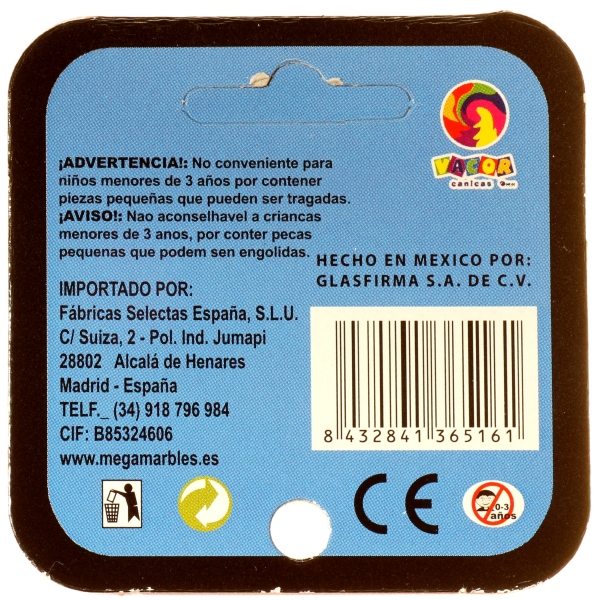 VACOR
canicas
¡ADVERTENCIA!: No conveniente para
niños menores de 3 años por contener
piezas pequeñas que pueden ser tragadas.
¡AVISO!: Nao aconselhavel a criancas
menores de 3 anos, por conter pecas
pequenas que podem ser engolidas.
HECHO EN MEXICO POR:
GLASFIRMA S.A. DE C.V.
IMPORTADO POR:
Fábricas Selectas España, S.L.U.
C/ Suiza, 2 - Pol. Ind. Jumapi
28802 Alcalá de Henares
Madrid - España
TELF._ (34) 918 796 984
CIF: B85324606
www.megamarbles.es
8 432841 365161
CE
0-3
años